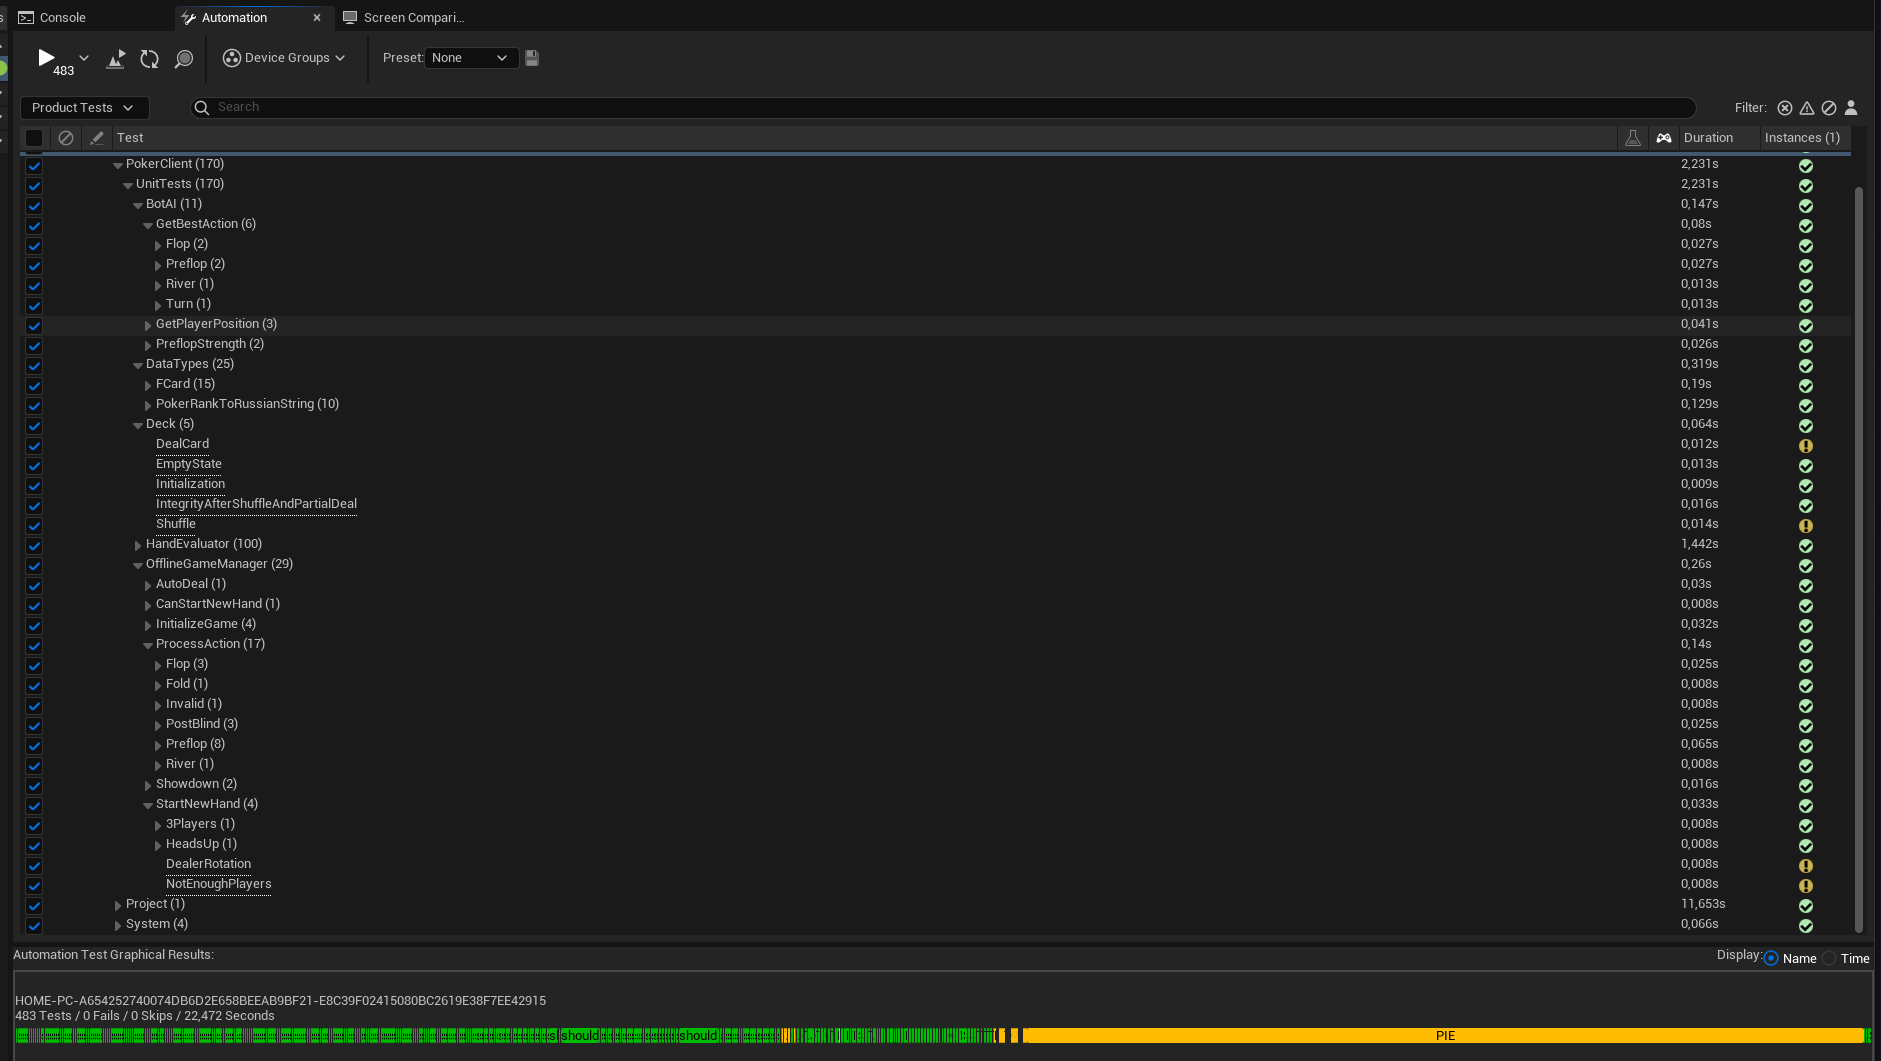 Console
Automation
Screen Compari...
483
Device Groups
Preset: None
Product Tests
Search
Filter:
Test
Duration
Instances (1)
PokerClient (170) 2,231s
UnitTests (170) 2,231s
BotAI (11) 0,147s
GetBestAction (6) 0,08s
Flop (2) 0,027s
Preflop (2) 0,027s
River (1) 0,013s
Turn (1) 0,013s
GetPlayerPosition (3) 0,041s
PreflopStrength (2) 0,026s
DataTypes (25) 0,319s
FCard (15) 0,19s
PokerRankToRussianString (10) 0,129s
Deck (5) 0,064s
DealCard 0,012s
EmptyState 0,013s
Initialization 0,009s
IntegrityAfterShuffleAndPartialDeal 0,016s
Shuffle 0,014s
HandEvaluator (100) 1,442s
OfflineGameManager (29) 0,26s
AutoDeal (1) 0,03s
CanStartNewHand (1) 0,008s
InitializeGame (4) 0,032s
ProcessAction (17) 0,14s
Flop (3) 0,025s
Fold (1) 0,008s
Invalid (1) 0,008s
PostBlind (3) 0,025s
Preflop (8) 0,065s
River (1) 0,008s
Showdown (2) 0,016s
StartNewHand (4) 0,033s
3Players (1) 0,008s
HeadsUp (1) 0,008s
DealerRotation 0,008s
NotEnoughPlayers 0,008s
Project (1) 11,653s
System (4) 0,066s
Automation Test Graphical Results:
Display: Name Time
HOME-PC-A654252740074DB6D2E658BEEAB9BF21-E8C39F02415080BC2619E38F7EE42915
483 Tests / 0 Fails / 0 Skips / 22,472 Seconds
should should PIE